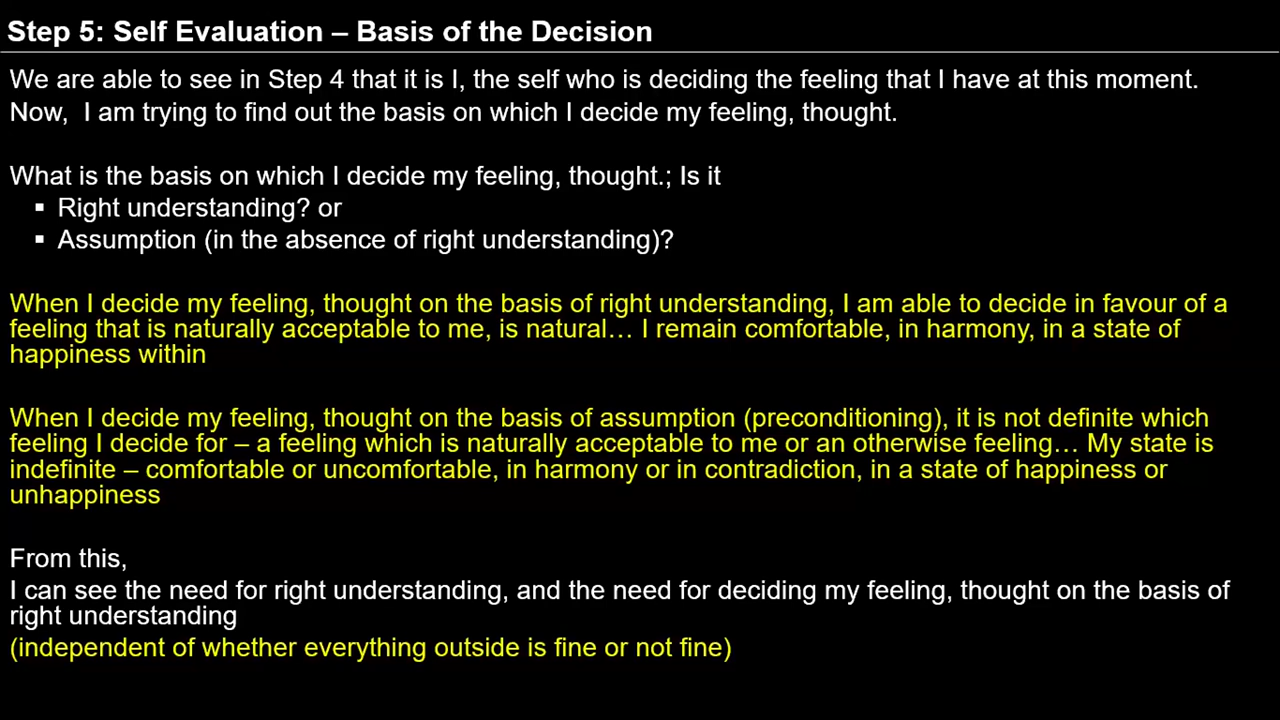 Step 5: Self Evaluation – Basis of the Decision
We are able to see in Step 4 that it is I, the self who is deciding the feeling that I have at this moment.
Now,  I am trying to find out the basis on which I decide my feeling, thought.
What is the basis on which I decide my feeling, thought.; Is it
▪ Right understanding? or
▪ Assumption (in the absence of right understanding)?
When I decide my feeling, thought on the basis of right understanding, I am able to decide in favour of a
feeling that is naturally acceptable to me, is natural… I remain comfortable, in harmony, in a state of
happiness within
When I decide my feeling, thought on the basis of assumption (preconditioning), it is not definite which
feeling I decide for – a feeling which is naturally acceptable to me or an otherwise feeling… My state is
indefinite – comfortable or uncomfortable, in harmony or in contradiction, in a state of happiness or
unhappiness
From this,
I can see the need for right understanding, and the need for deciding my feeling, thought on the basis of
right understanding
(independent of whether everything outside is fine or not fine)